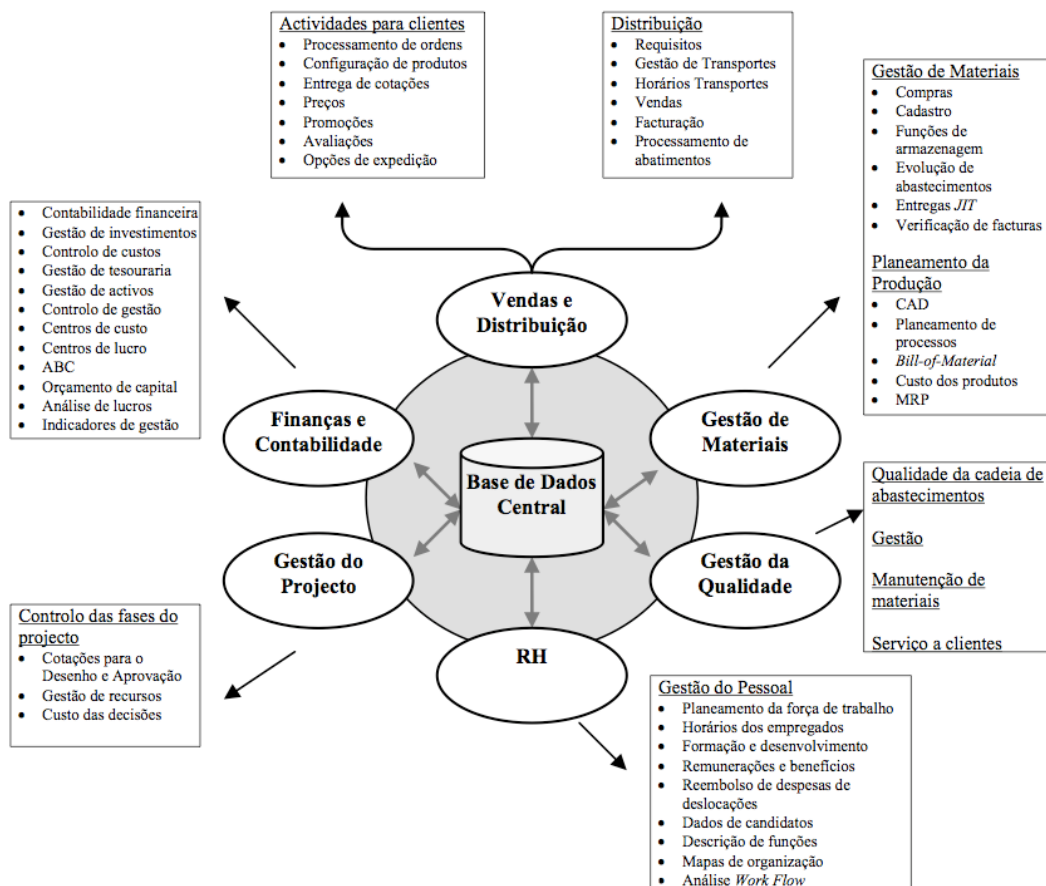 Actividades para clientes
• Processamento de ordens
• Configuração de produtos
• Entrega de cotações
• Preços
• Promoções
• Avaliações
• Opções de expedição
Distribuição
• Requisitos
• Gestão de Transportes
• Horários Transportes
• Vendas
• Facturação
• Processamento de
abatimentos
Gestão de Materiais
• Compras
• Cadastro
• Funções de
armazenagem
• Evolução de
abastecimentos
• Entregas JIT
• Verificação de facturas
Planeamento da
Produção
• CAD
• Planeamento de
processos
• Bill-of-Material
• Custo dos produtos
• MRP
• Contabilidade financeira
• Gestão de investimentos
• Controlo de custos
• Gestão de tesouraria
• Gestão de activos
• Controlo de gestão
• Centros de custo
• Centros de lucro
• ABC
• Orçamento de capital
• Análise de lucros
• Indicadores de gestão
Vendas e
Distribuição
Finanças e
Contabilidade
Gestão de
Materiais
Base de Dados
Central
Gestão do
Projecto
Gestão da
Qualidade
RH
Qualidade da cadeia de
abastecimentos
Gestão
Manutenção de
materiais
Serviço a clientes
Controlo das fases do
projecto
• Cotações para o
Desenho e Aprovação
• Gestão de recursos
• Custo das decisões
Gestão do Pessoal
• Planeamento da força de trabalho
• Horários dos empregados
• Formação e desenvolvimento
• Remunerações e benefícios
• Reembolso de despesas de
deslocações
• Dados de candidatos
• Descrição de funções
• Mapas de organização
• Análise Work Flow